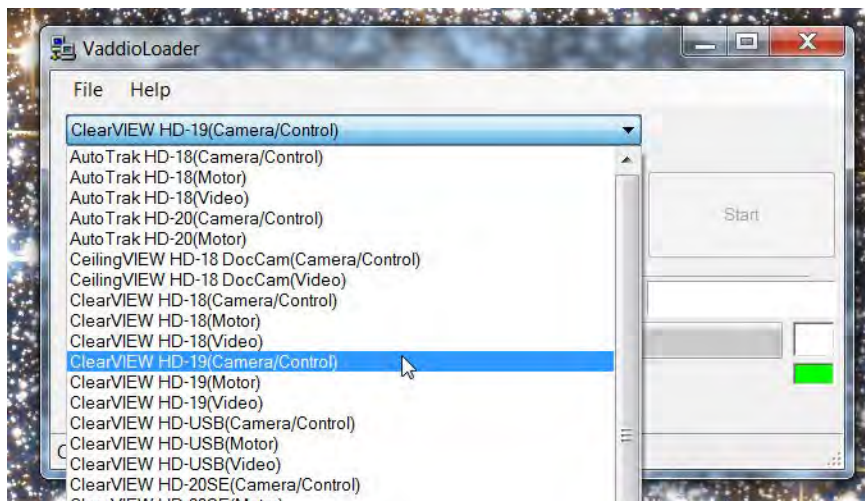 VaddioLoader
File Help
ClearVIEW HD-19(Camera/Control)
AutoTrak HD-18(Camera/Control)
AutoTrak HD-18(Motor)
AutoTrak HD-18(Video)
AutoTrak HD-20(Camera/Control)
AutoTrak HD-20(Motor)
CeilingVIEW HD-18 DocCam(Camera/Control)
CeilingVIEW HD-18 DocCam(Video)
ClearVIEW HD-18(Camera/Control)
ClearVIEW HD-18(Motor)
ClearVIEW HD-18(Video)
ClearVIEW HD-19(Camera/Control)
ClearVIEW HD-19(Motor)
ClearVIEW HD-19(Video)
ClearVIEW HD-USB(Camera/Control)
ClearVIEW HD-USB(Motor)
ClearVIEW HD-USB(Video)
ClearVIEW HD-20SE(Camera/Control)
Start